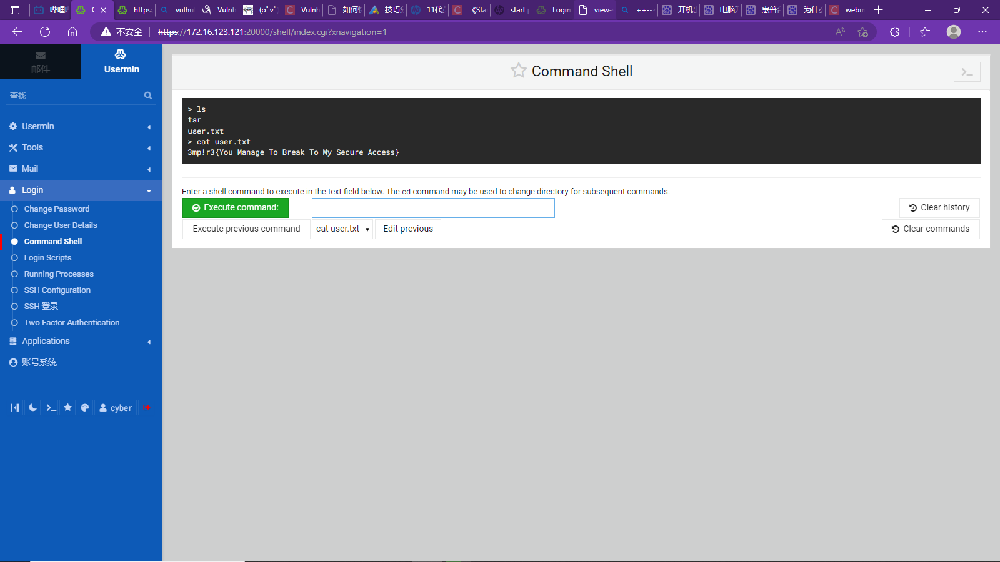 哔哩
https:
vulhu
Vulnh
Vulnh
如何
技巧
11代
《Sta
start
Login
view-
++---
开机
电脑
惠普
为什
webm
不安全
https://172.16.123.121:20000/shell/index.cgi?xnavigation=1
邮件
Usermin
查找
Usermin
Tools
Mail
Login
Change Password
Change User Details
Command Shell
Login Scripts
Running Processes
SSH Configuration
SSH 登录
Two-Factor Authentication
Applications
账号系统
cyber
Command Shell
> ls
tar
user.txt
> cat user.txt
3mp!r3{You_Manage_To_Break_To_My_Secure_Access}
Enter a shell command to execute in the text field below. The cd command may be used to change directory for subsequent commands.
Execute command:
Clear history
Execute previous command
cat user.txt
Edit previous
Clear commands